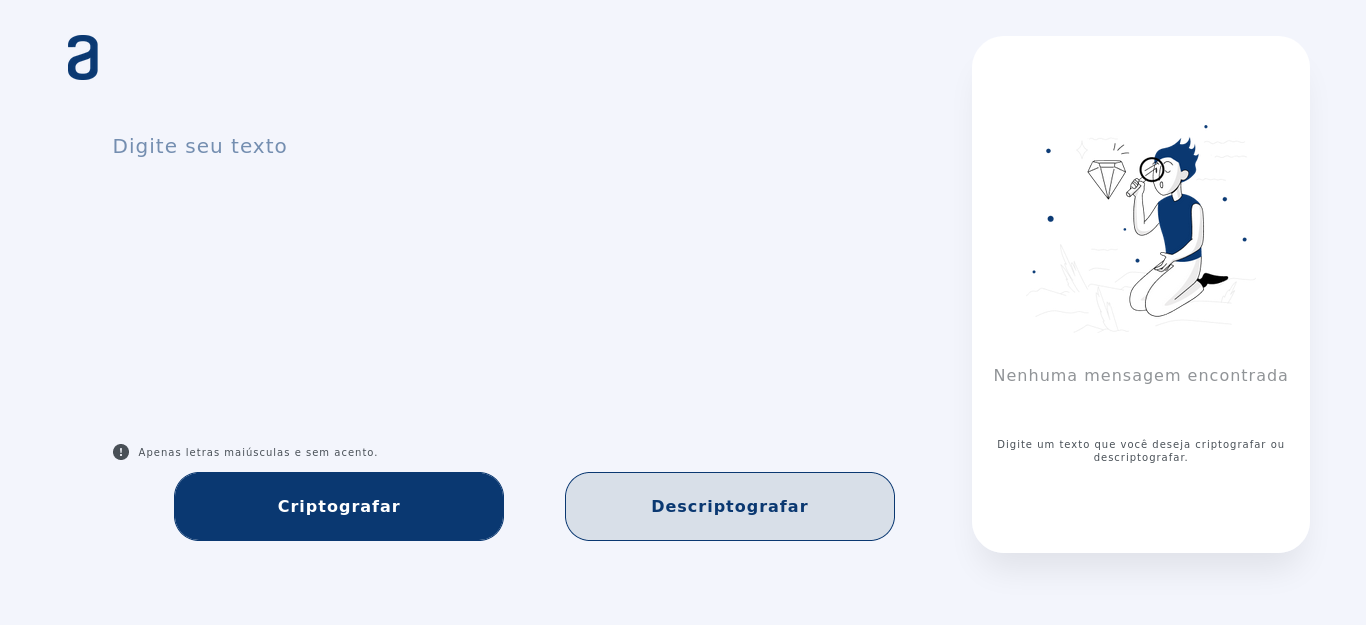 a
Digite seu texto
Apenas letras maiúsculas e sem acento.
Criptografar
Descriptografar
Nenhuma mensagem encontrada
Digite um texto que você deseja criptografar ou
descriptografar.